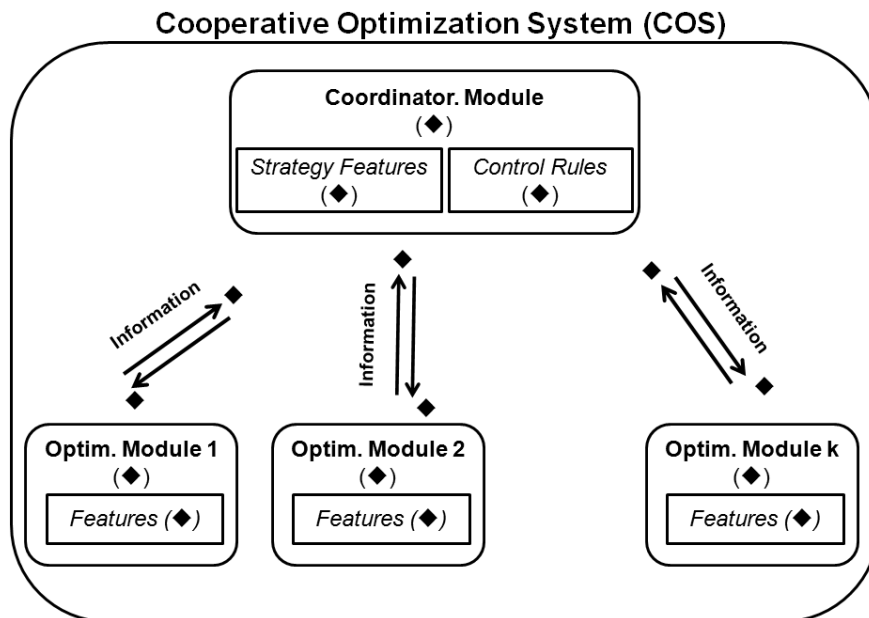 Cooperative Optimization System (COS)
Coordinator. Module
(◆)
Strategy Features
(◆)
Control Rules
(◆)
Information
Information
Information
Optim. Module 1
(◆)
Features (◆)
Optim. Module 2
(◆)
Features (◆)
Optim. Module k
(◆)
Features (◆)